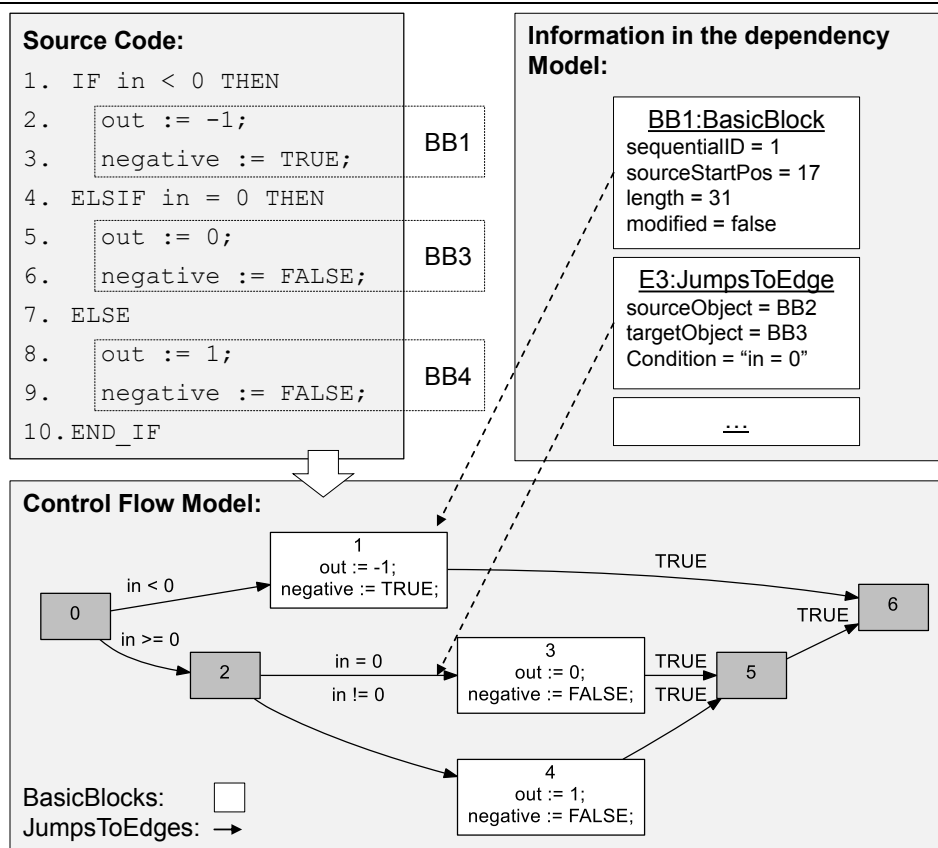 Source Code:
1. IF in < 0 THEN
2. out := -1;
3. negative := TRUE;
BB1
4. ELSIF in = 0 THEN
5. out := 0;
6. negative := FALSE;
BB3
7. ELSE
8. out := 1;
9. negative := FALSE;
BB4
10. END_IF
Information in the dependency
Model:
BB1:BasicBlock
sequentialID = 1
sourceStartPos = 17
length = 31
modified = false
E3:JumpsToEdge
sourceObject = BB2
targetObject = BB3
Condition = “in = 0”
...
Control Flow Model:
0
in < 0
in >= 0
1
out := -1;
negative := TRUE;
TRUE
2
in = 0
in != 0
3
out := 0;
negative := FALSE;
TRUE
TRUE
4
out := 1;
negative := FALSE;
5
TRUE
6
BasicBlocks:
JumpsToEdges: